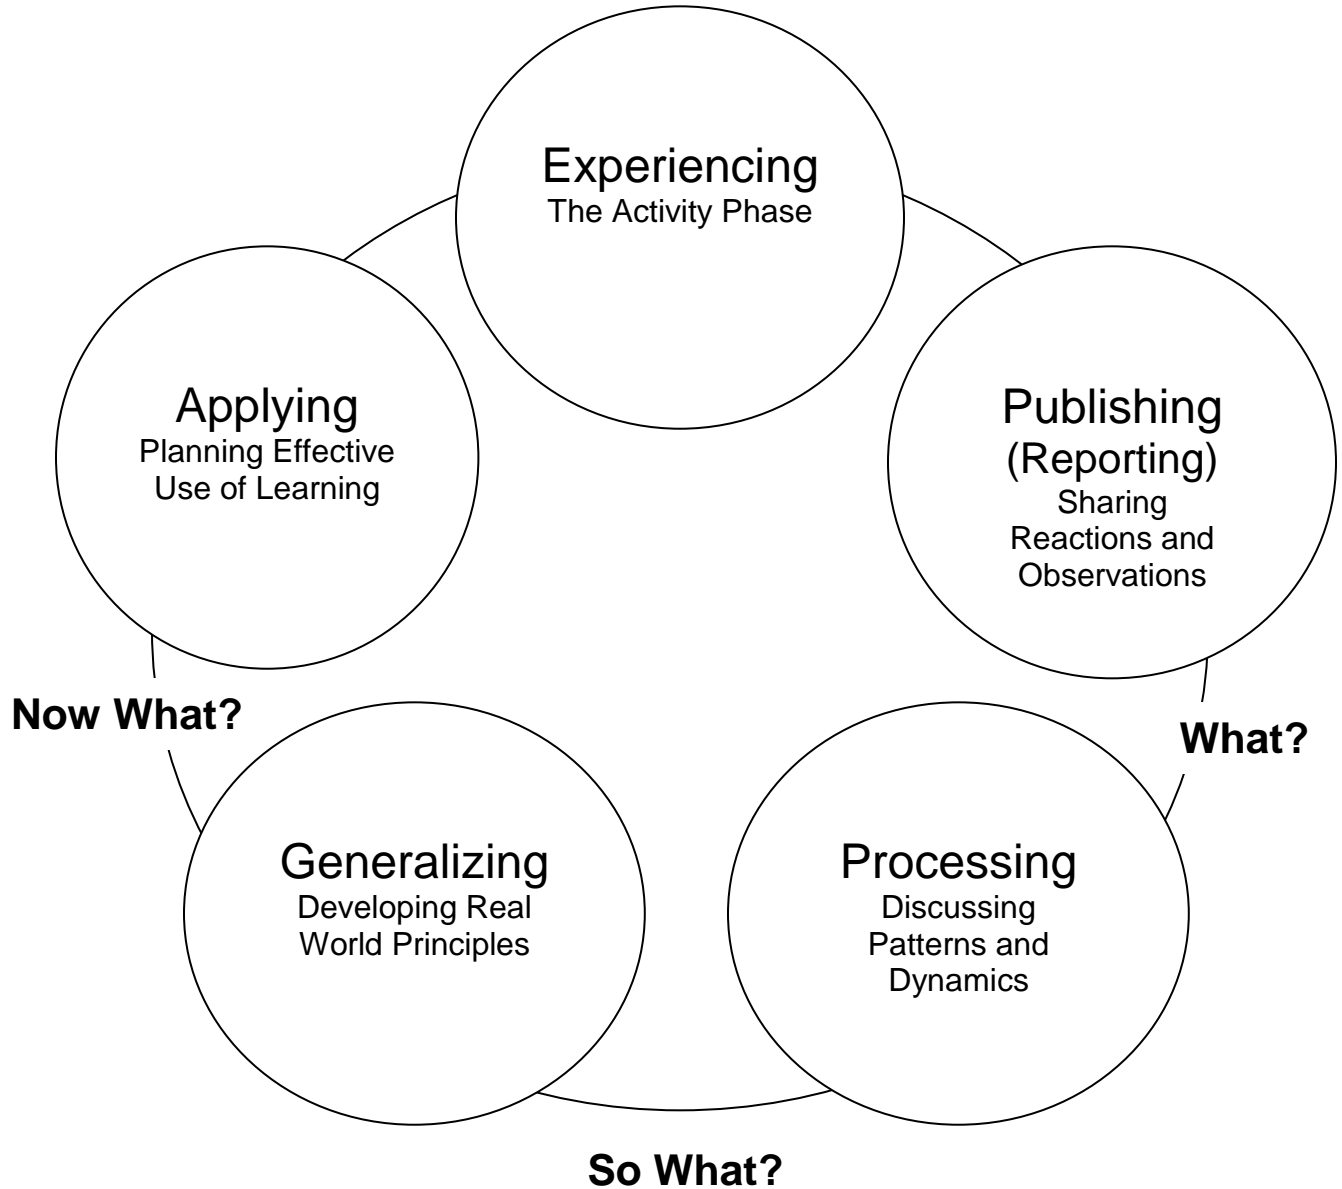 Experiencing
The Activity Phase
Applying
Planning Effective
Use of Learning
Publishing
(Reporting)
Sharing
Reactions and
Observations
Now What?
What?
Generalizing
Developing Real
World Principles
Processing
Discussing
Patterns and
Dynamics
So What?